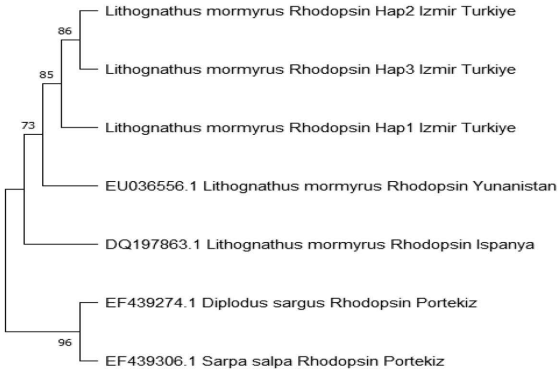 86
Lithognathus mormyrus Rhodopsin Hap2 Izmir Turkiye
85
Lithognathus mormyrus Rhodopsin Hap3 Izmir Turkiye
73
Lithognathus mormyrus Rhodopsin Hap1 Izmir Turkiye
EU036556.1 Lithognathus mormyrus Rhodopsin Yunanistan
DQ197863.1 Lithognathus mormyrus Rhodopsin Ispanya
EF439274.1 Diplodus sargus Rhodopsin Portekiz
96
EF439306.1 Sarpa salpa Rhodopsin Portekiz